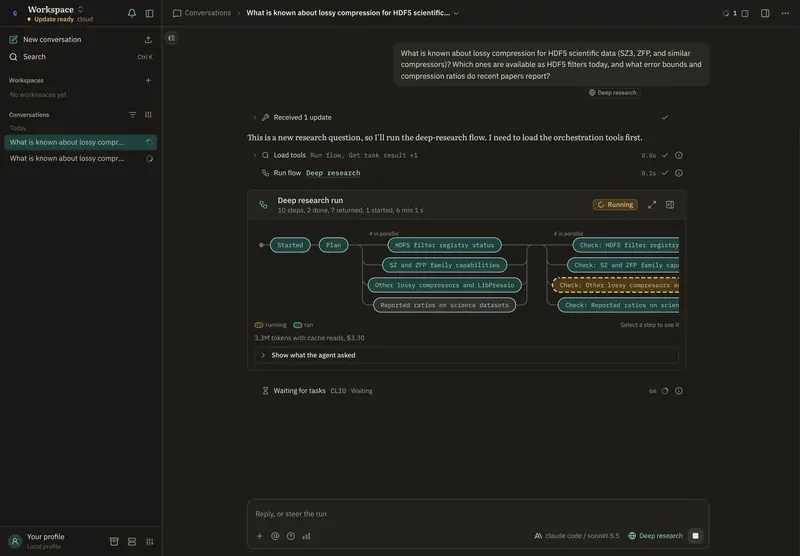 G
Workspace
Update ready cloud
New conversation
Search Ctrl K
Workspaces
No workspaces yet
Conversations
Today
What is known about lossy compr...
What is known about lossy compr...
Your profile
Local profile
Conversations › What is known about lossy compression for HDF5 scientific...
1
What is known about lossy compression for HDF5 scientific data (SZ3, ZFP, and similar
compressors)? Which ones are available as HDF5 filters today, and what error bounds and
compression ratios do recent papers report?
Deep research
Received 1 update
This is a new research question, so I'll run the deep-research flow. I need to load the orchestration tools first.
Load tools Run flow, Get task result +1 0.0s
Run flow Deep research 0.1s
Deep research run
10 steps, 2 done, 7 returned, 1 started, 6 min 1 s
Running
4 in parallel
4 in parallel
Started
Plan
HDF5 filter registry status
Check: HDF5 filter registry
SZ and ZFP family capabilities
Check: SZ and ZFP family capa
Other lossy compressors and LibPressio
Check: Other lossy compressors an
Reported ratios on science datasets
Check: Reported ratios on scien
running ran
Select a step to see it
3.3M tokens with cache reads, $3.30
Show what the agent asked
Waiting for tasks CLIO · Waiting 6m
Reply, or steer the run
claude code / sonnet 5.5
Deep research